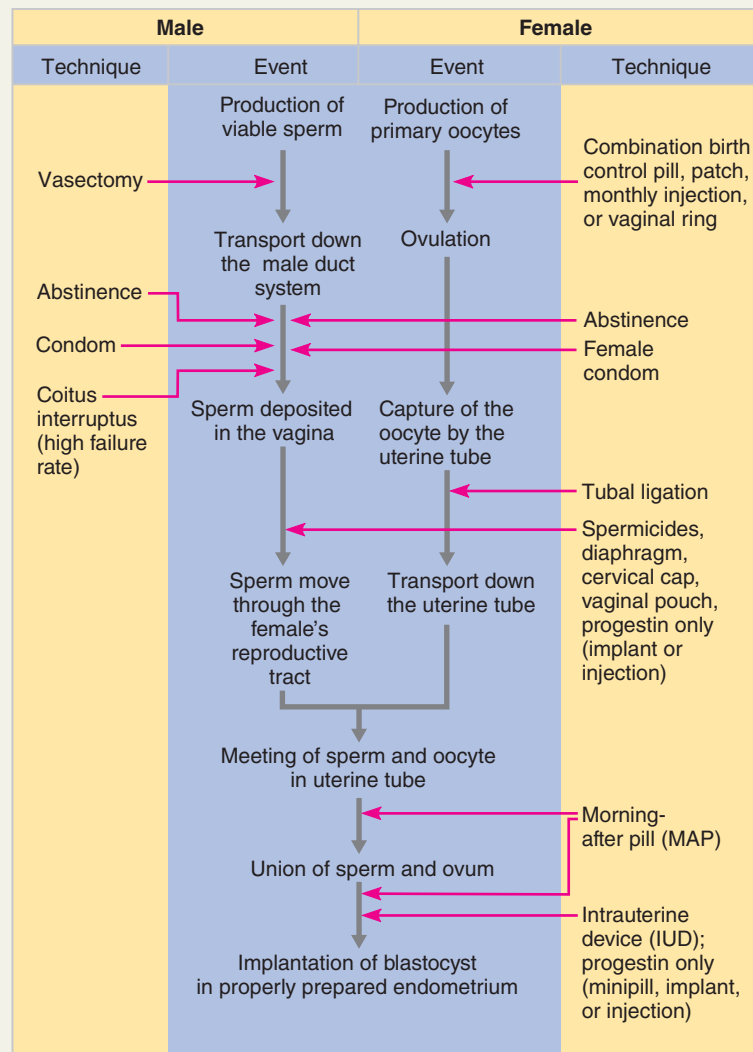 Male
Female
Technique
Event
Event
Technique
Production of
viable sperm
Production of
primary oocytes
Vasectomy
Combination birth
control pill, patch,
monthly injection,
or vaginal ring
Transport down
the male duct
system
Ovulation
Abstinence
Condom
Coitus
interruptus
(high failure
rate)
Abstinence
Female
condom
Sperm deposited
in the vagina
Capture of the
oocyte by the
uterine tube
Tubal ligation
Spermicides,
diaphragm,
cervical cap,
vaginal pouch,
progestin only
(implant or
injection)
Sperm move
through the
female's
reproductive
tract
Transport down
the uterine tube
Meeting of sperm and oocyte
in uterine tube
Morning-
after pill (MAP)
Union of sperm and ovum
Intrauterine
device (IUD);
progestin only
(minipill, implant,
or injection)
Implantation of blastocyst
in properly prepared endometrium